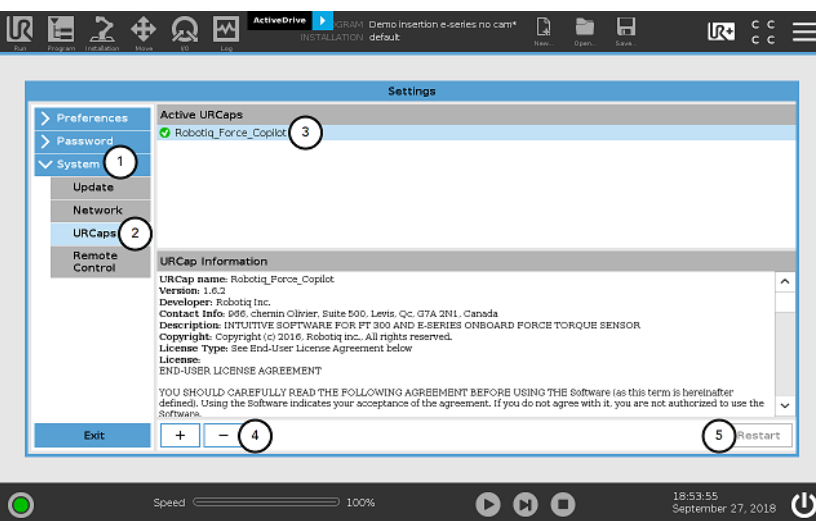 UR
ActiveDrive
GRAM Demo insertion e-series no cam*
INSTALLATION default
UR+
C C
C C
Run Program Installation Move I/O Log
New... Open... Save...
Settings
Preferences
Password
System
1
Update
Network
URCaps
2
Remote
Control
Exit
Active URCaps
Robotiq_Force_Copilot
3
URCap Information
URCap name: Robotiq_Force_Copilot
Version: 1.6.2
Developer: Robotiq Inc.
Contact Info: 966, chemin Olivier, Suite 500, Levis, Qc, G7A 2N1, Canada
Description: INTUITIVE SOFTWARE FOR FT 300 AND E-SERIES ONBOARD FORCE TORQUE SENSOR
Copyright: Copyright (c) 2016, Robotiq inc., All rights reserved.
License Type: See End-User License Agreement below
License:
END-USER LICENSE AGREEMENT
YOU SHOULD CAREFULLY READ THE FOLLOWING AGREEMENT BEFORE USING THE Software (as this term is hereinafter
defined). Using the Software indicates your acceptance of the agreement. If you do not agree with it, you are not authorized to use the
Software.
+
−
4
5
Restart
Speed
100%
18:53:55
September 27, 2018